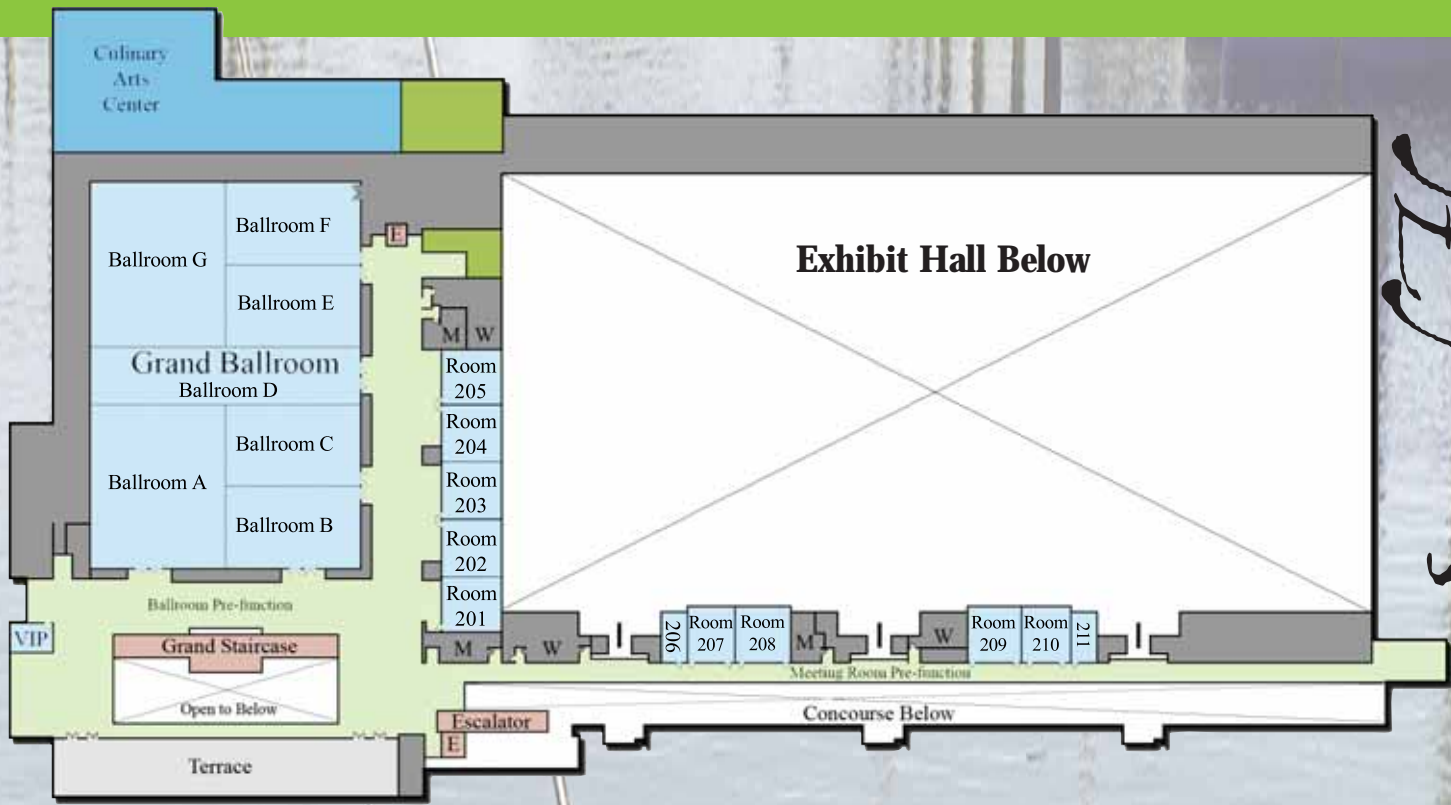 Culinary
Arts
Center
Ballroom F
Ballroom G
E
Exhibit Hall Below
Ballroom E
M W
Grand Ballroom
Ballroom D
Room
205
Room
204
Ballroom C
Ballroom A
Room
203
Ballroom B
Room
202
Room
201
Ballroom Pre-function
VIP
Grand Staircase
M
W
206
Room
207
Room
208
M
W
Room
209
Room
210
211
Meeting Room Pre-function
Open to Below
Escalator
Concourse Below
E
Terrace